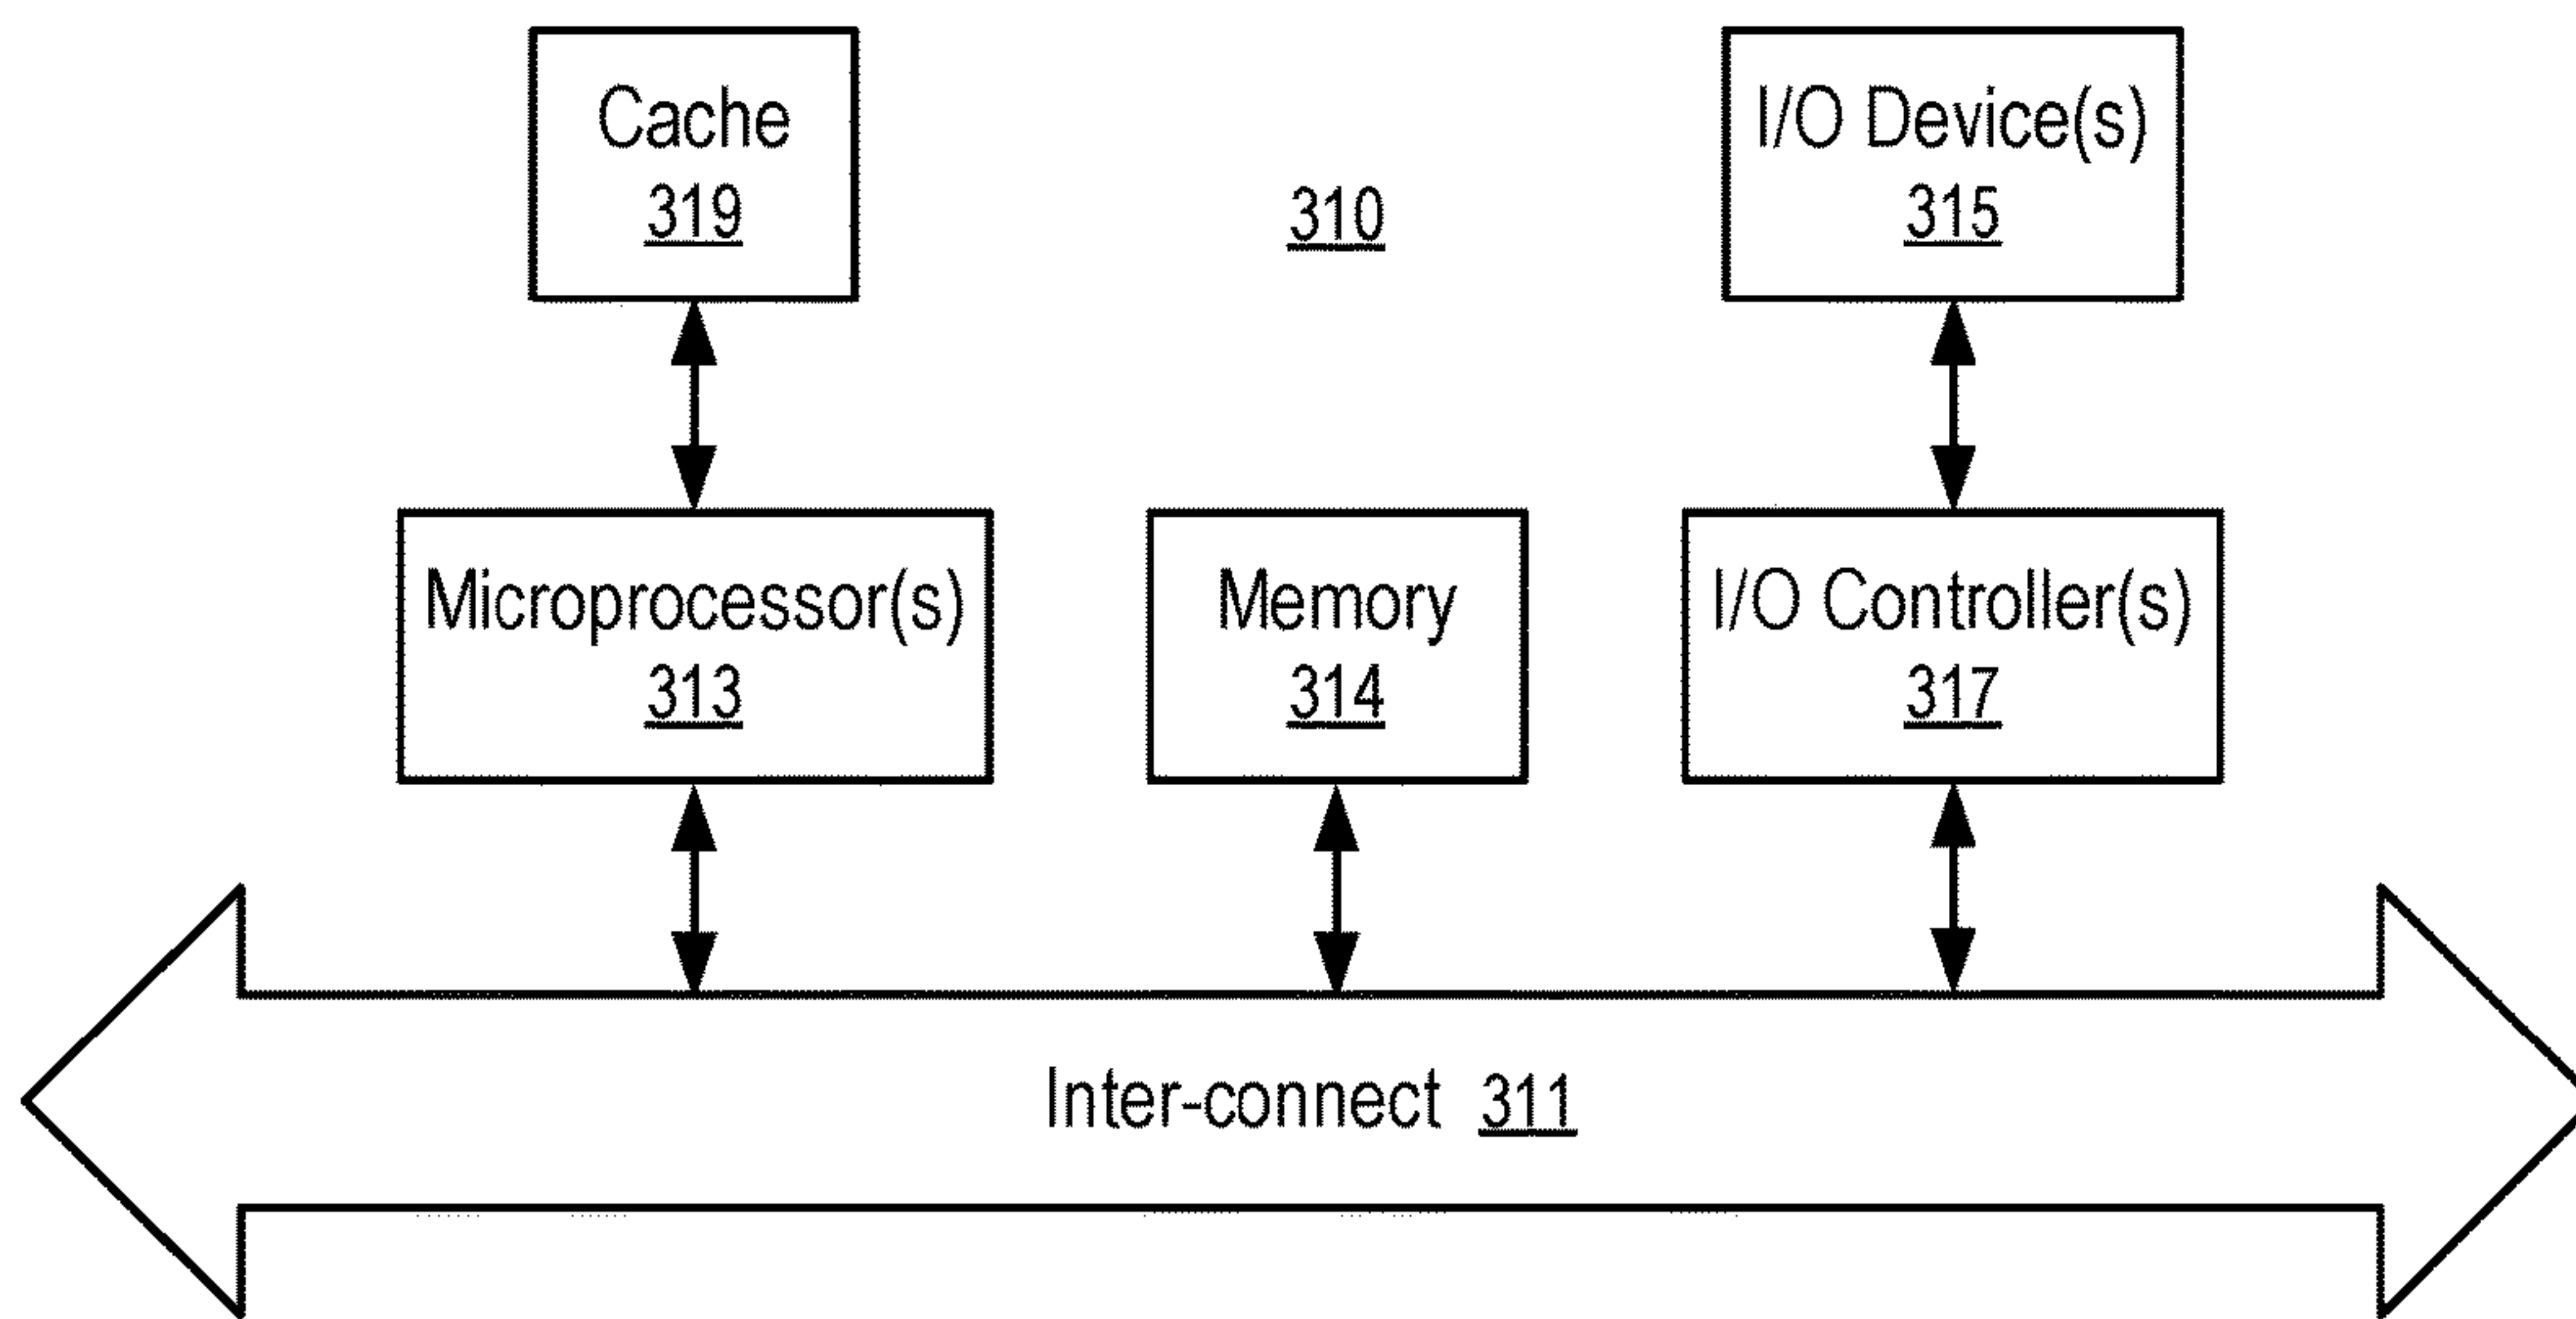 Cache
319
310
I/O Device(s)
315
Microprocessor(s)
313
Memory
314
I/O Controller(s)
317
Inter-connect 311